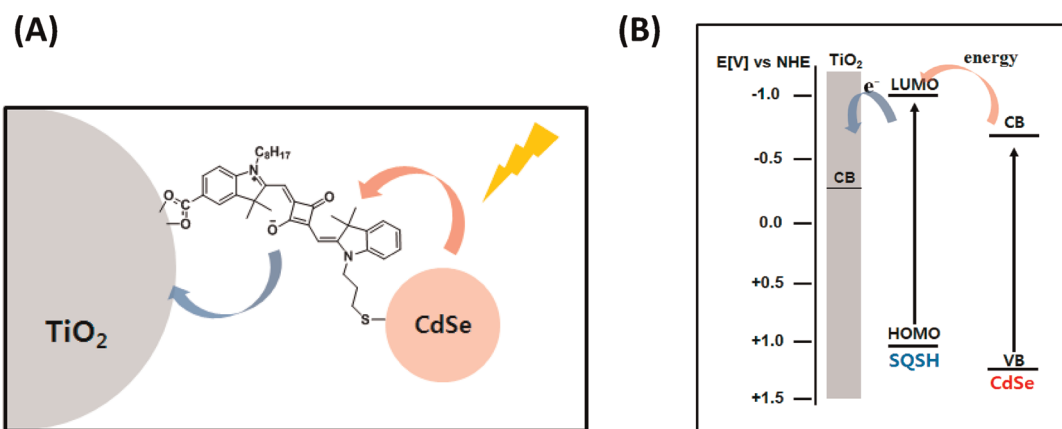 (A)
C₈H₁₇
N
+
O
C
O
O
-
O
N
S
TiO₂
CdSe
(B)
E[V] vs NHE
TiO₂
energy
-1.0
e⁻
LUMO
CB
-0.5
CB
0.0
+0.5
+1.0
HOMO
SQSH
VB
CdSe
+1.5